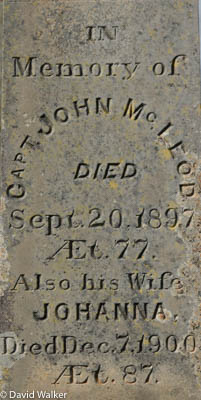 IN
Memory of
CAPT JOHN McLEOD
DIED
Sept. 20. 1897.
Æt. 77.
Also his Wife
JOHANNA.
Died Dec. 7, 1900
Æt. 87.
© David Walker